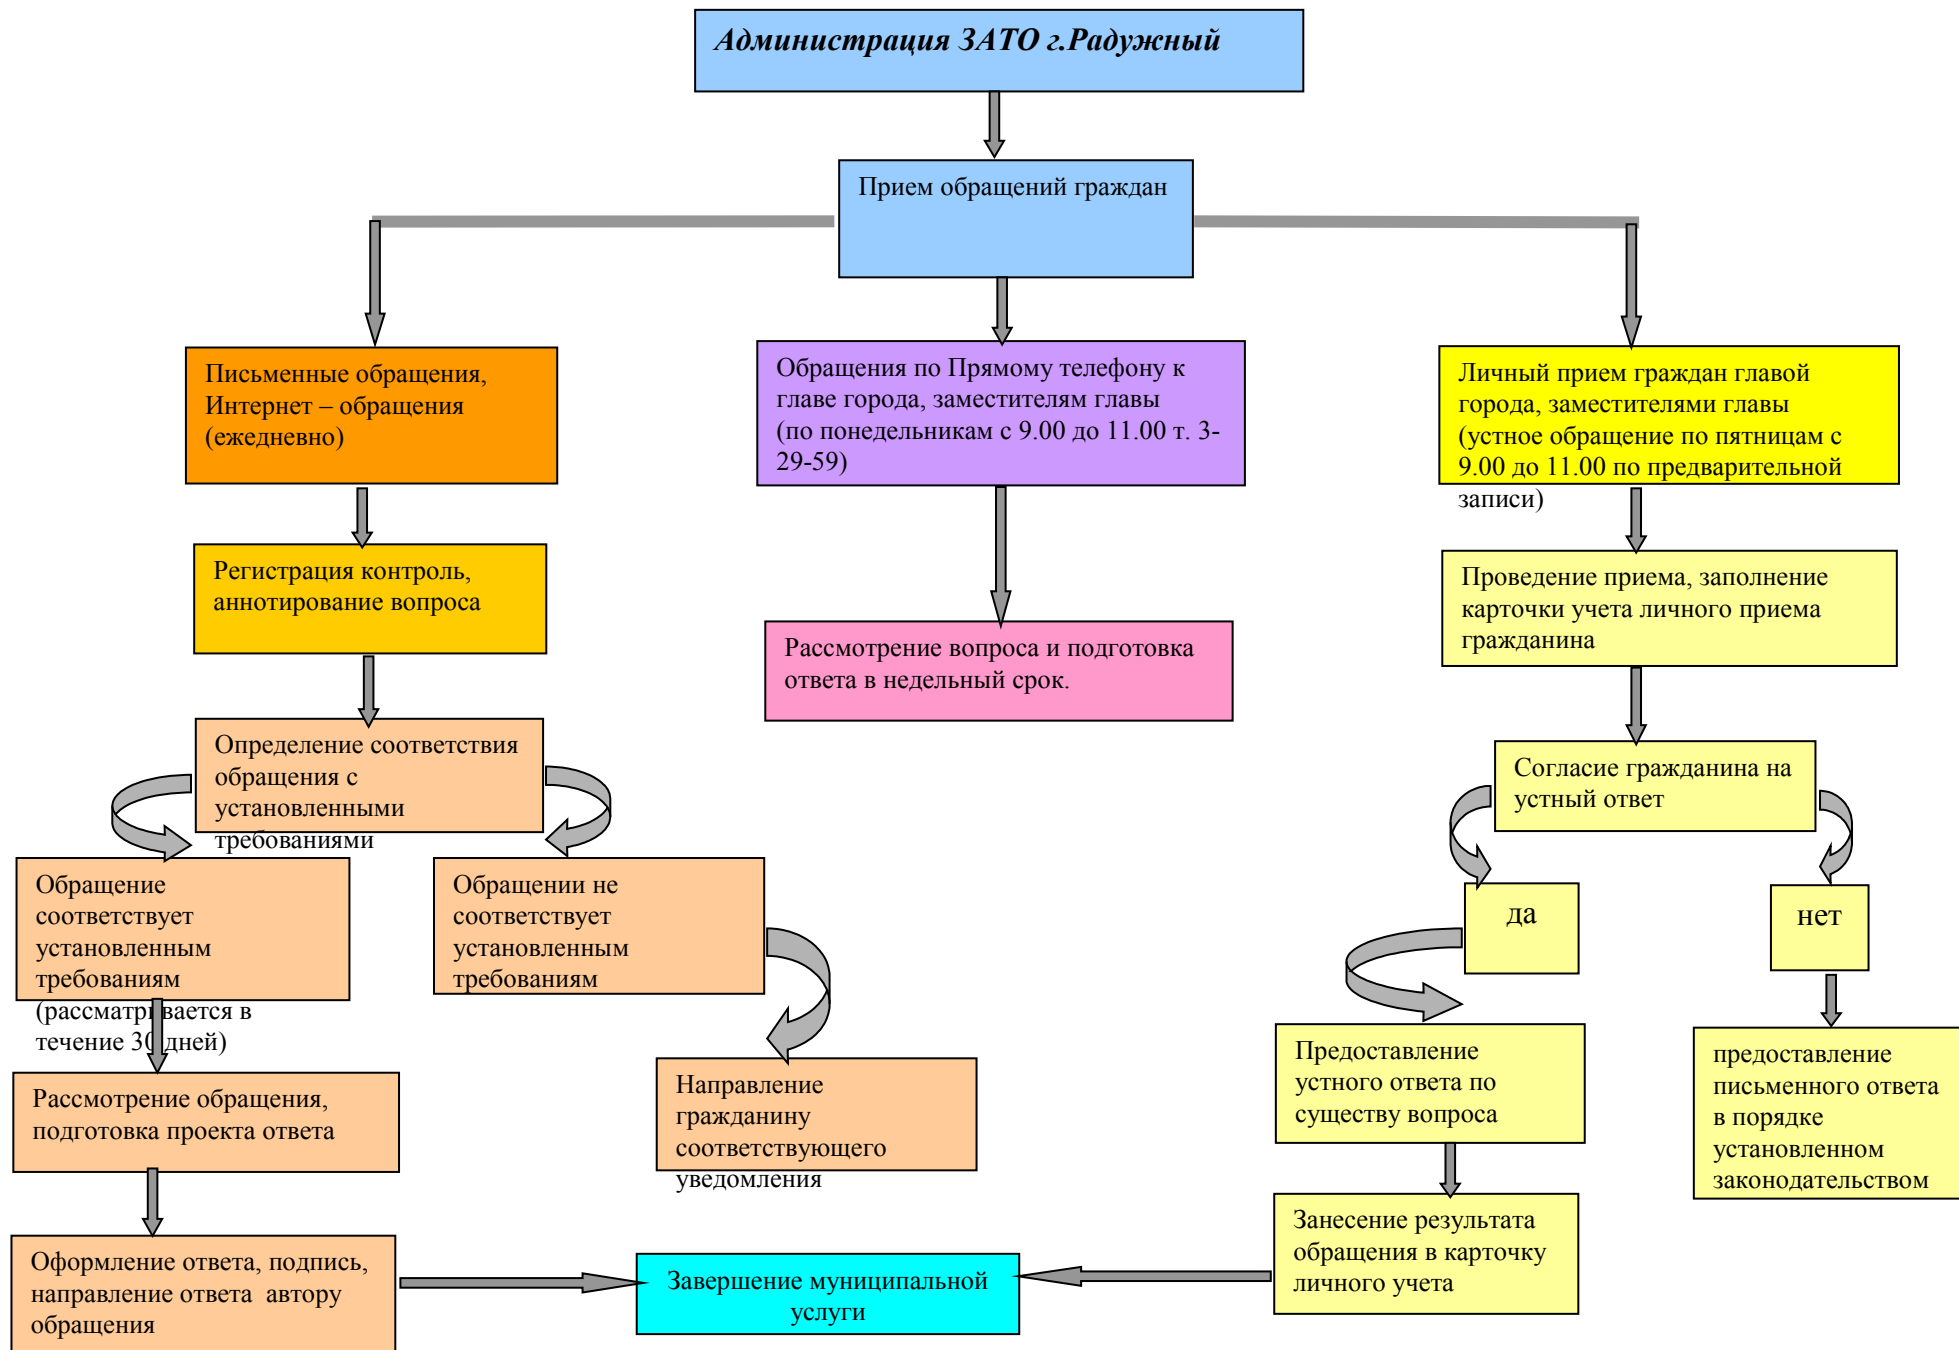 Администрация ЗАТО г.Радужный
Прием обращений граждан
Письменные обращения,
Интернет – обращения
(ежедневно)
Обращения по Прямому телефону к
главе города, заместителям главы
(по понедельникам с 9.00 до 11.00 т. 3-
29-59)
Личный прием граждан главой
города, заместителями главы
(устное обращение по пятницам с
9.00 до 11.00 по предварительной
записи)
Регистрация контроль,
аннотирование вопроса
Рассмотрение вопроса и подготовка
ответа в недельный срок.
Проведение приема, заполнение
карточки учета личного приема
гражданина
Определение соответствия
обращения с
установленными
требованиями
Согласие гражданина на
устный ответ
Обращение
соответствует
установленным
требованиям
(рассматривается в
течение 30 дней)
Обращении не
соответствует
установленным
требованиям
да
нет
Рассмотрение обращения,
подготовка проекта ответа
Направление
гражданину
соответствующего
уведомления
Предоставление
устного ответа по
существу вопроса
предоставление
письменного ответа
в порядке
установленном
законодательством
Оформление ответа, подпись,
направление ответа  автору
обращения
Завершение муниципальной
услуги
Занесение результата
обращения в карточку
личного учета